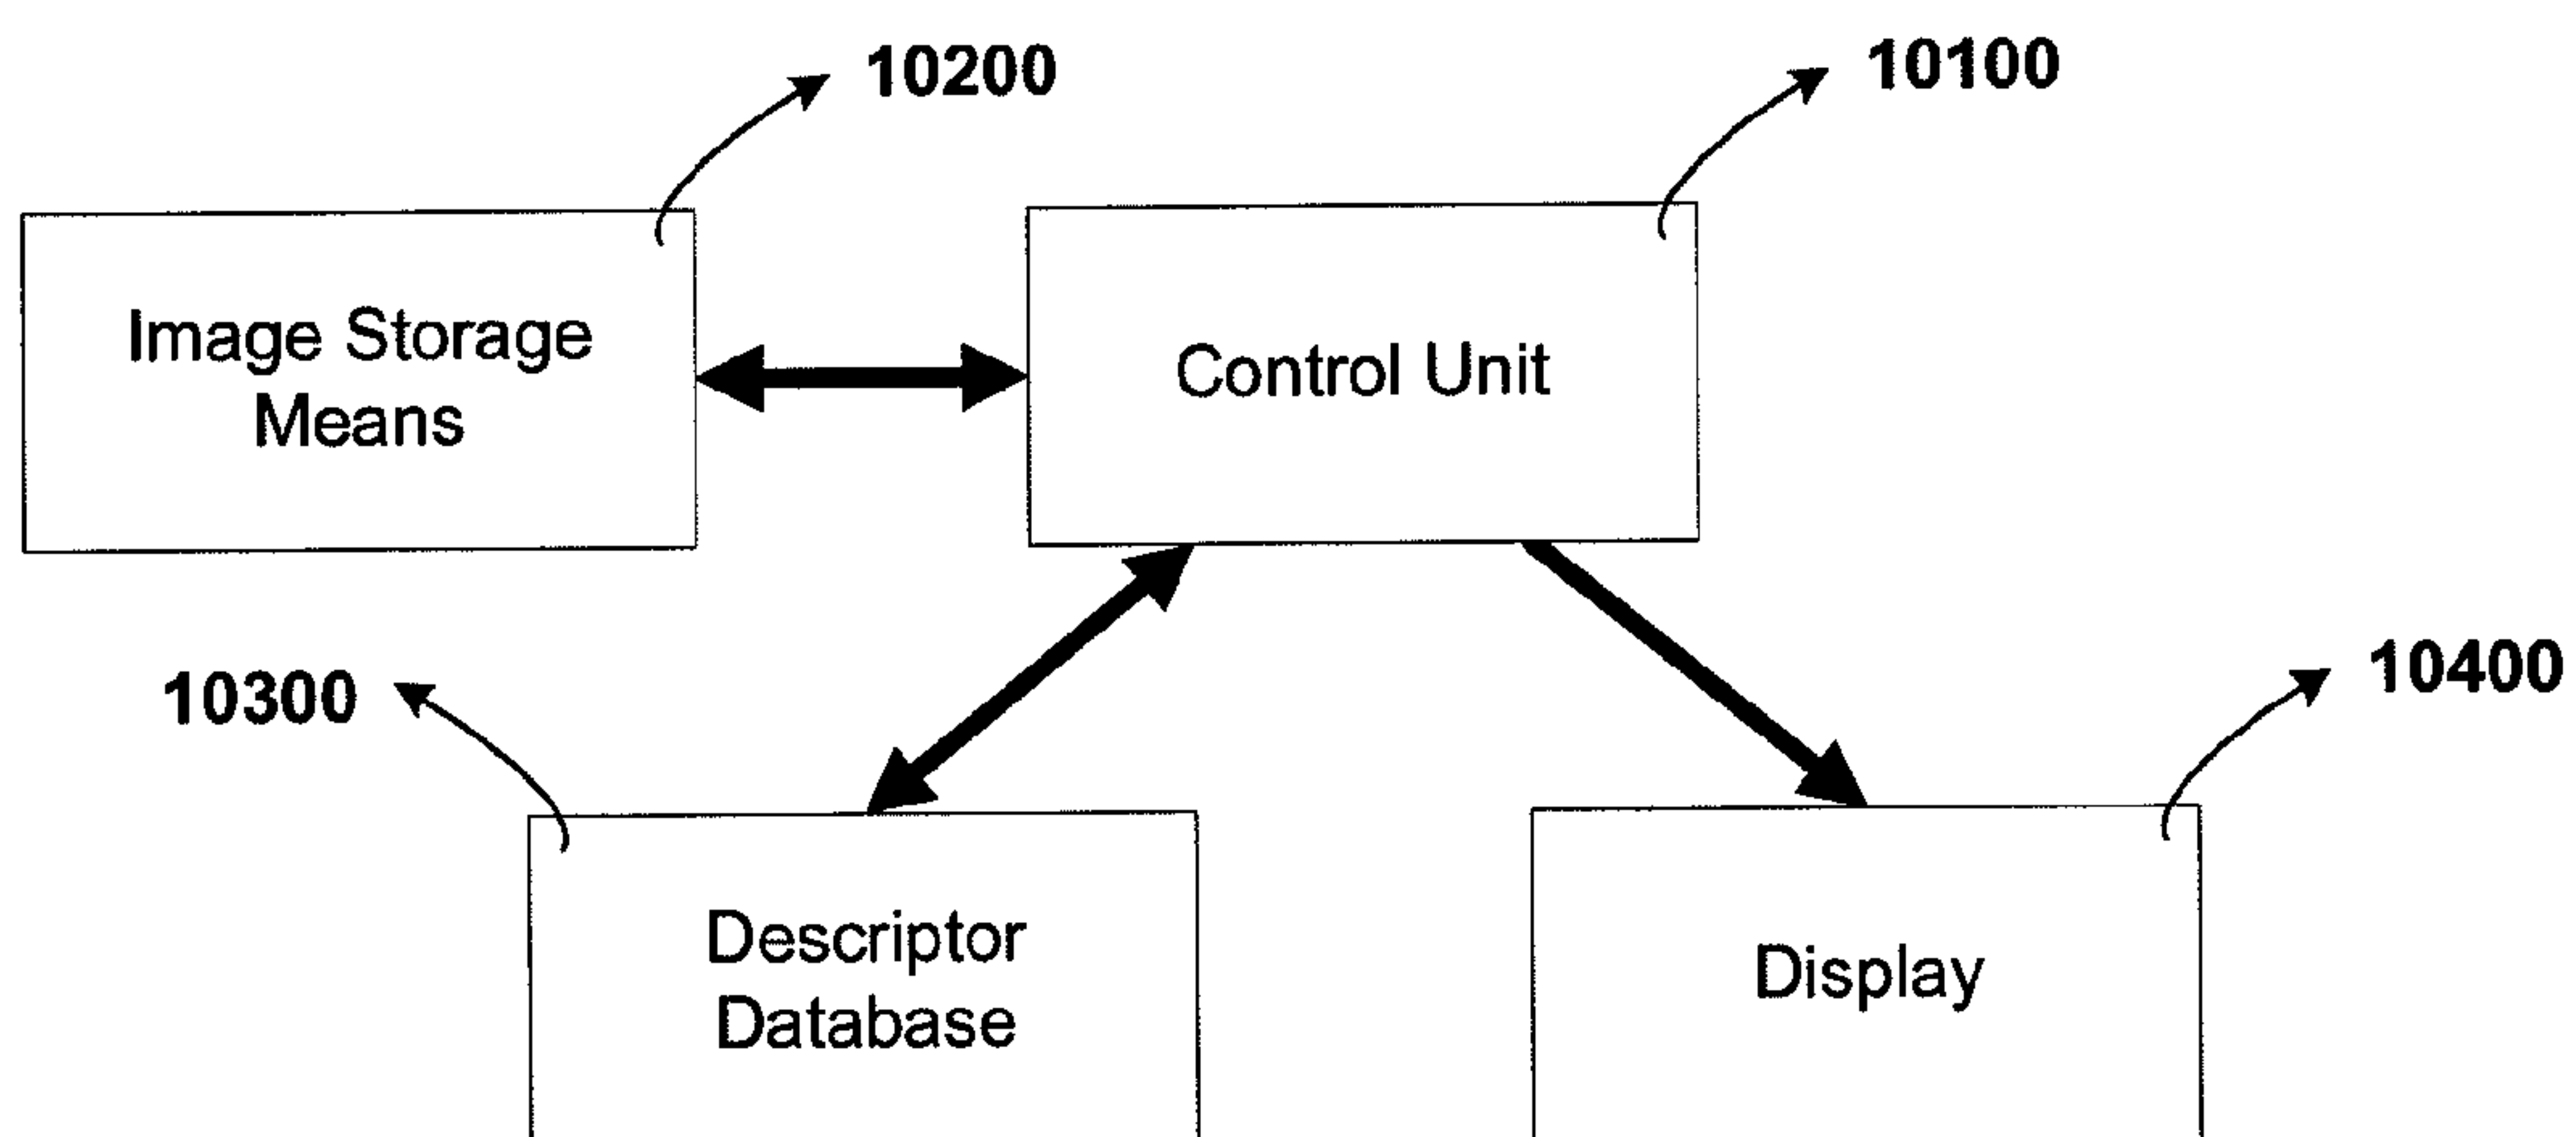 10200
10100
Image Storage
Means
Control Unit
10300
10400
Descriptor
Database
Display